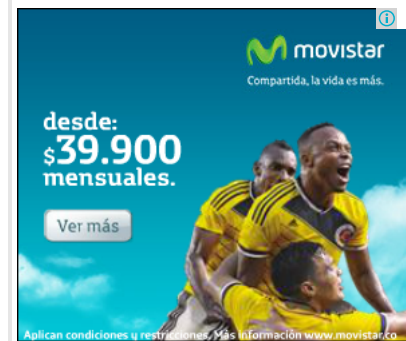 movistar
Compartida, la vida es más.
desde:
$39.900
mensuales.
Ver más
Aplican condiciones y restricciones. Más información www.movistar.co